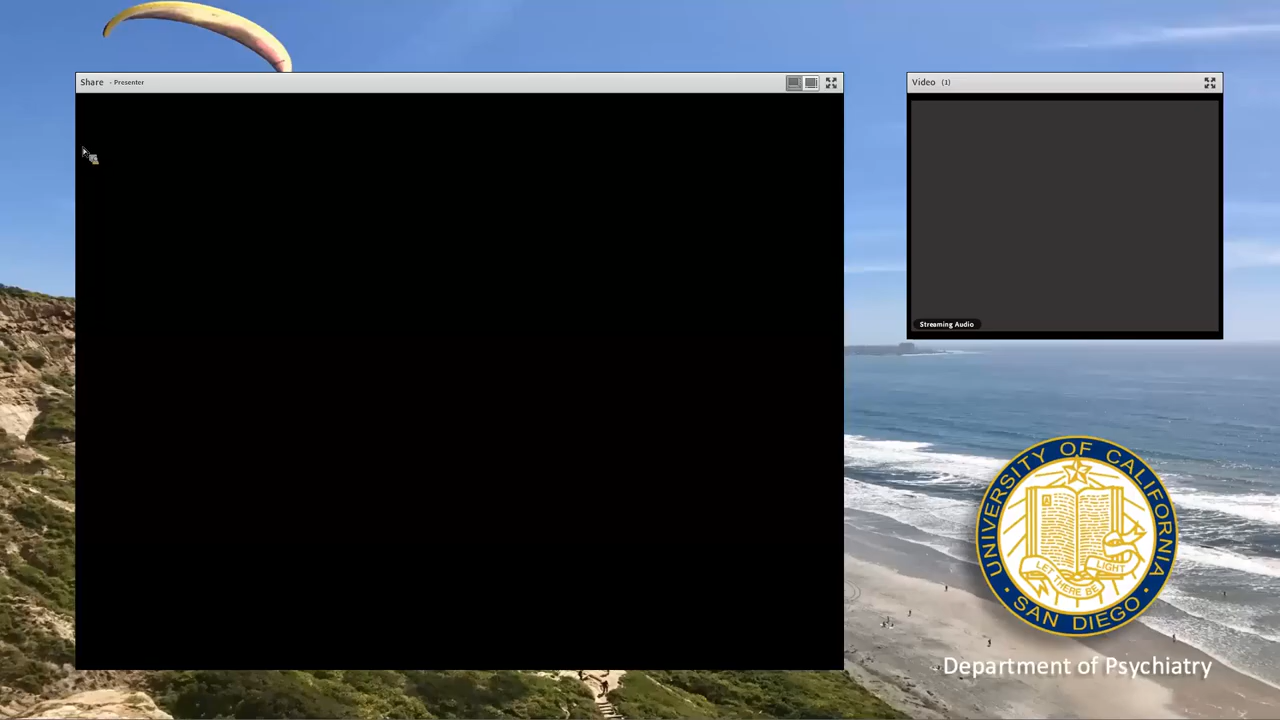 Share - Presenter
Video (1)
Streaming Audio
UNIVERSITY OF CALIFORNIA
A
LET THERE BE LIGHT
• SAN DIEGO •
Department of Psychiatry